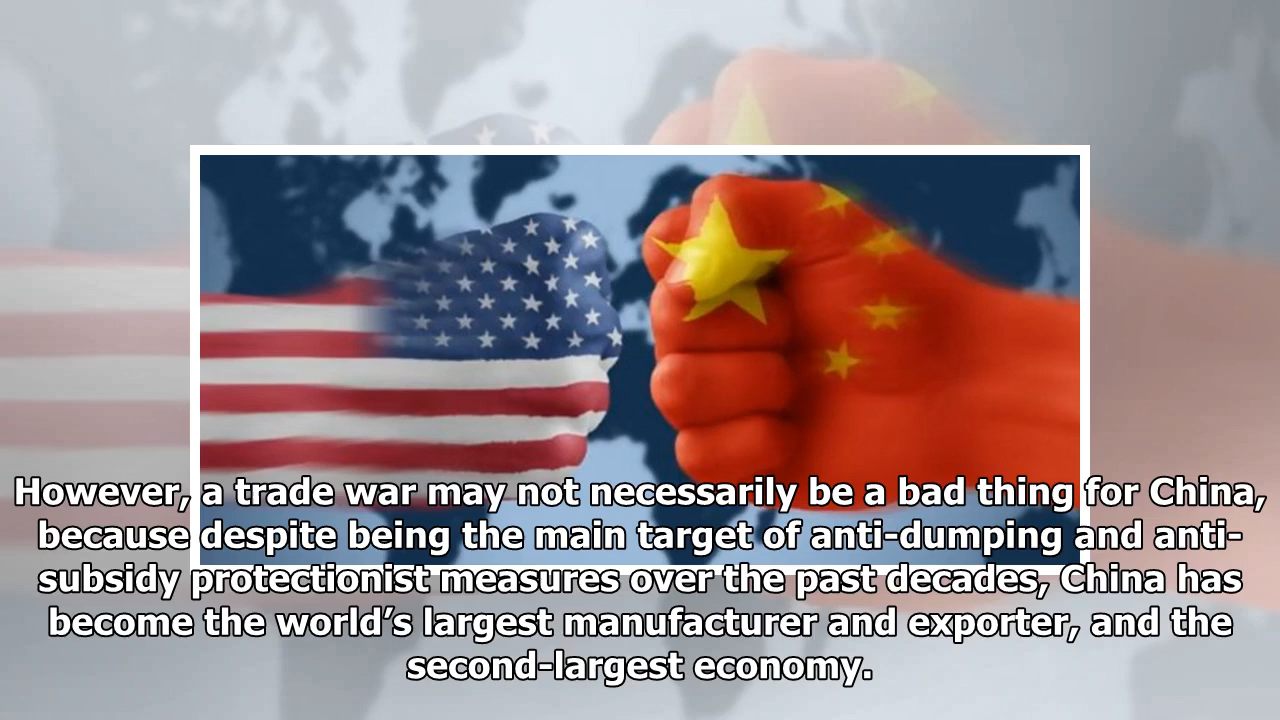 However, a trade war may not necessarily be a bad thing for China,
because despite being the main target of anti-dumping and anti-
subsidy protectionist measures over the past decades, China has
become the world’s largest manufacturer and exporter, and the
second-largest economy.